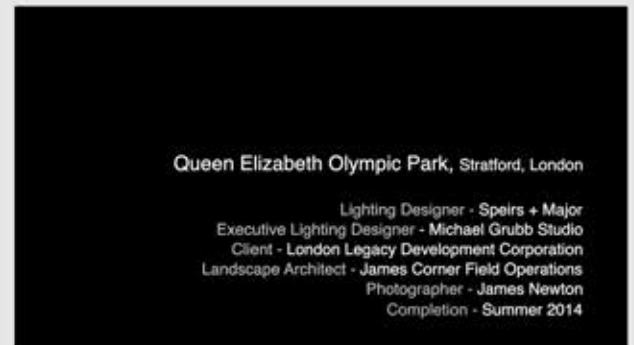 Queen Elizabeth Olympic Park, Stratford, London
Lighting Designer - Speirs + Major
Executive Lighting Designer - Michael Grubb Studio
Client - London Legacy Development Corporation
Landscape Architect - James Corner Field Operations
Photographer - James Newton
Completion - Summer 2014